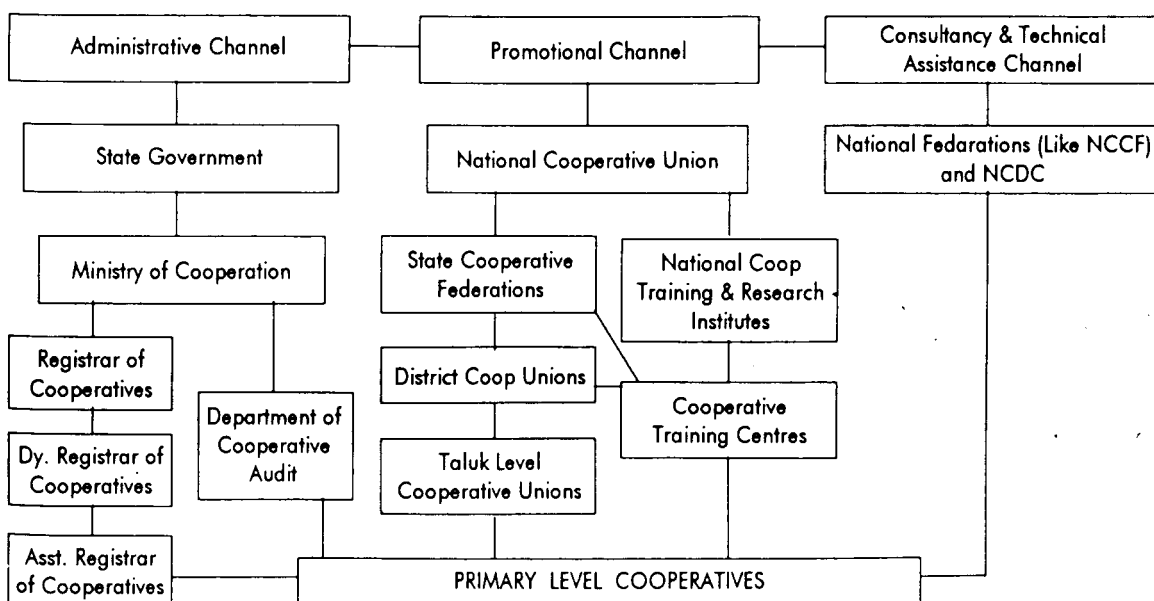 Administrative Channel
Promotional Channel
Consultancy & Technical
Assistance Channel
State Government
National Cooperative Union
National Fedarations (Like NCCF)
and NCDC
Ministry of Cooperation
State Cooperative
Federations
National Coop
Training & Research
Institutes
Registrar of
Cooperatives
District Coop Unions
Department of
Cooperative
Audit
Cooperative
Training Centres
Dy. Registrar of
Cooperatives
Taluk Level
Cooperative Unions
Asst. Registrar
of Cooperatives
PRIMARY LEVEL COOPERATIVES